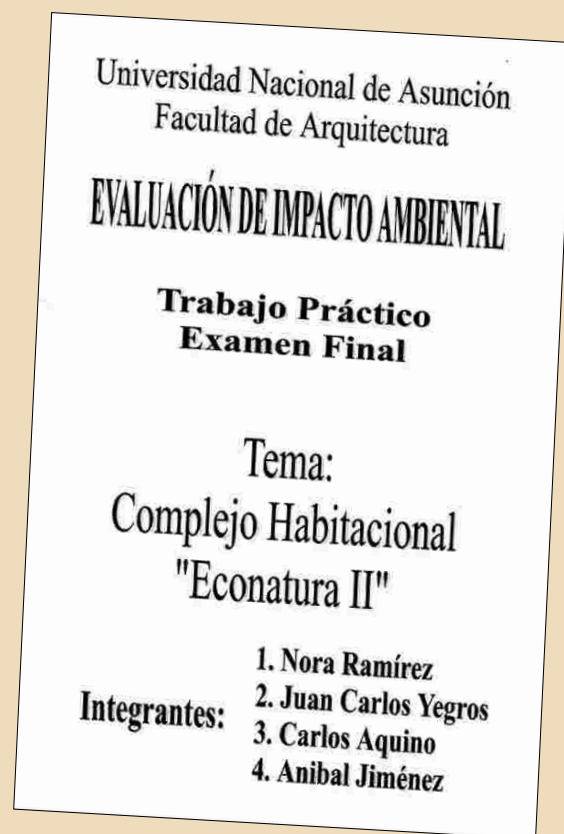 Universidad Nacional de Asunción
Facultad de Arquitectura
EVALUACIÓN DE IMPACTO AMBIENTAL
Trabajo Práctico
Examen Final
Tema:
Complejo Habitacional
"Econatura II"
Integrantes:
1. Nora Ramírez
2. Juan Carlos Yegros
3. Carlos Aquino
4. Anibal Jiménez